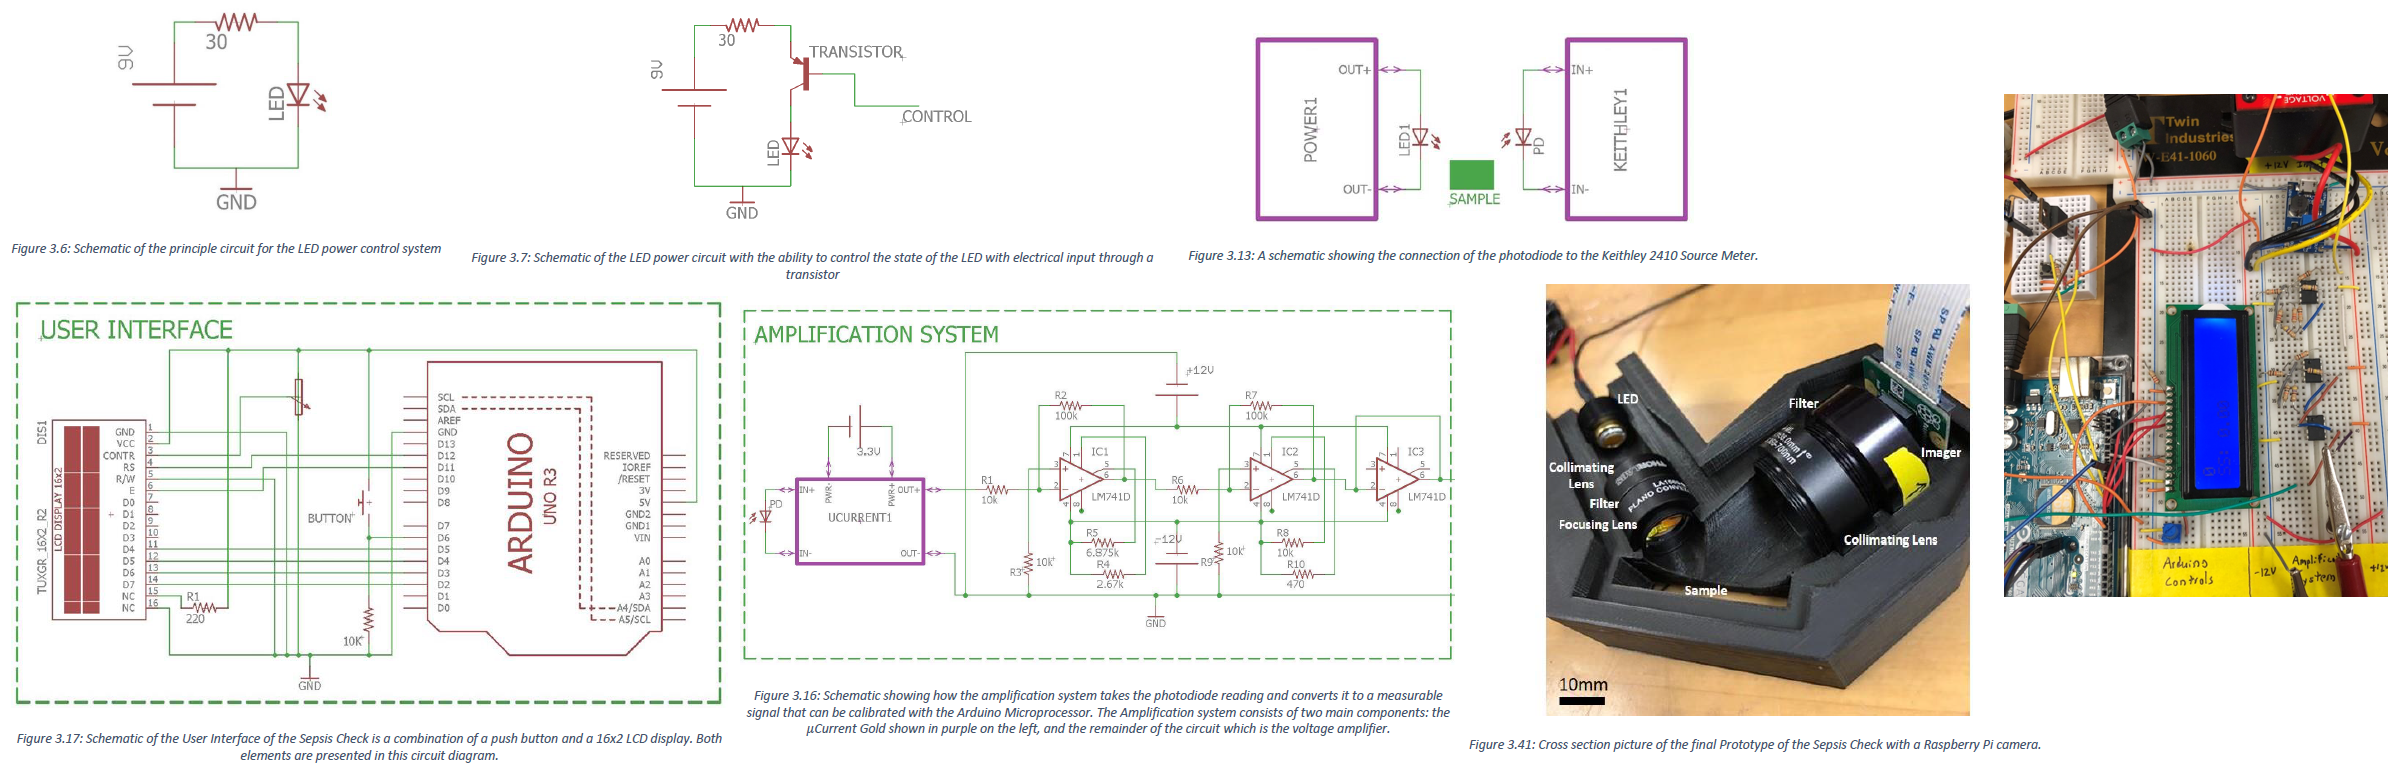 9V
30
LED
GND
Figure 3.6: Schematic of the principle circuit for the LED power control system
9V
30
TRANSISTOR
CONTROL
LED
GND
Figure 3.7: Schematic of the LED power circuit with the ability to control the state of the LED with electrical input through a
transistor
POWER1
OUT+
OUT-
LED1
SAMPLE
PD
IN+
IN-
KEITHLEY1
Figure 3.13: A schematic showing the connection of the photodiode to the Keithley 2410 Source Meter.
USER INTERFACE
DIS1
TUXGR_16X2_R2
LCD DISPLAY 16x2
GND 1
VCC 2
CONTR 3
RS 4
R/W 5
E 6
D0 7
D1 8
D2 9
D3 10
D4 11
D5 12
D6 13
D7 14
NC 15
NC 16
R1
220
BUTTON
10K
GND
ARDUINO
UNO R3
SCL
SDA
AREF
GND
D13
D12
D11
D10
D9
D8
D7
D6
D5
D4
D3
D2
D1
D0
RESERVED
IOREF
/RESET
3V
5V
GND2
GND1
VIN
A0
A1
A2
A3
A4/SDA
A5/SCL
Figure 3.17: Schematic of the User Interface of the Sepsis Check is a combination of a push button and a 16x2 LCD display. Both
elements are presented in this circuit diagram.
AMPLIFICATION SYSTEM
PD
3.3V
IN+
IN-
PWR-
PWR+
OUT+
OUT-
UCURRENT1
R1
10k
R3
10k
R2
100k
IC1
LM741D
R5
6.875k
R4
2.67k
+12V
-12V
R6
10k
R9
10k
R7
100k
IC2
LM741D
R8
10k
R10
470
IC3
LM741D
GND
Figure 3.16: Schematic showing how the amplification system takes the photodiode reading and converts it to a measurable
signal that can be calibrated with the Arduino Microprocessor. The Amplification system consists of two main components: the
μCurrent Gold shown in purple on the left, and the remainder of the circuit which is the voltage amplifier.
LED
Collimating
Lens
Filter
Focusing Lens
Filter
Imager
Collimating Lens
Sample
10mm
Figure 3.41: Cross section picture of the final Prototype of the Sepsis Check with a Raspberry Pi camera.
VOLTAGE
Twin
Industries
-E41-1060
+12V
Arduino
Controls
-12V